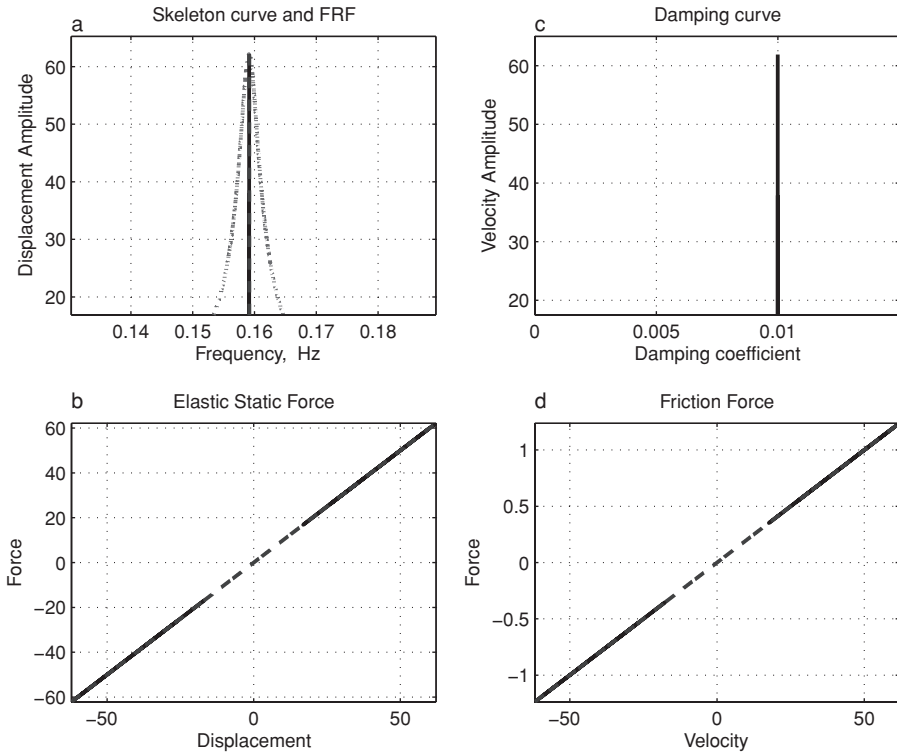 a
Skeleton curve and FRF
60
50
40
30
20
0.14 0.15 0.16 0.17 0.18
Displacement Amplitude
Frequency, Hz
c
Damping curve
60
50
40
30
20
0 0.005 0.01
Velocity Amplitude
Damping coefficient
b
Elastic Static Force
60
40
20
0
−20
−40
−60
−50 0 50
Force
Displacement
d
Friction Force
1
0.5
0
−0.5
−1
−50 0 50
Force
Velocity